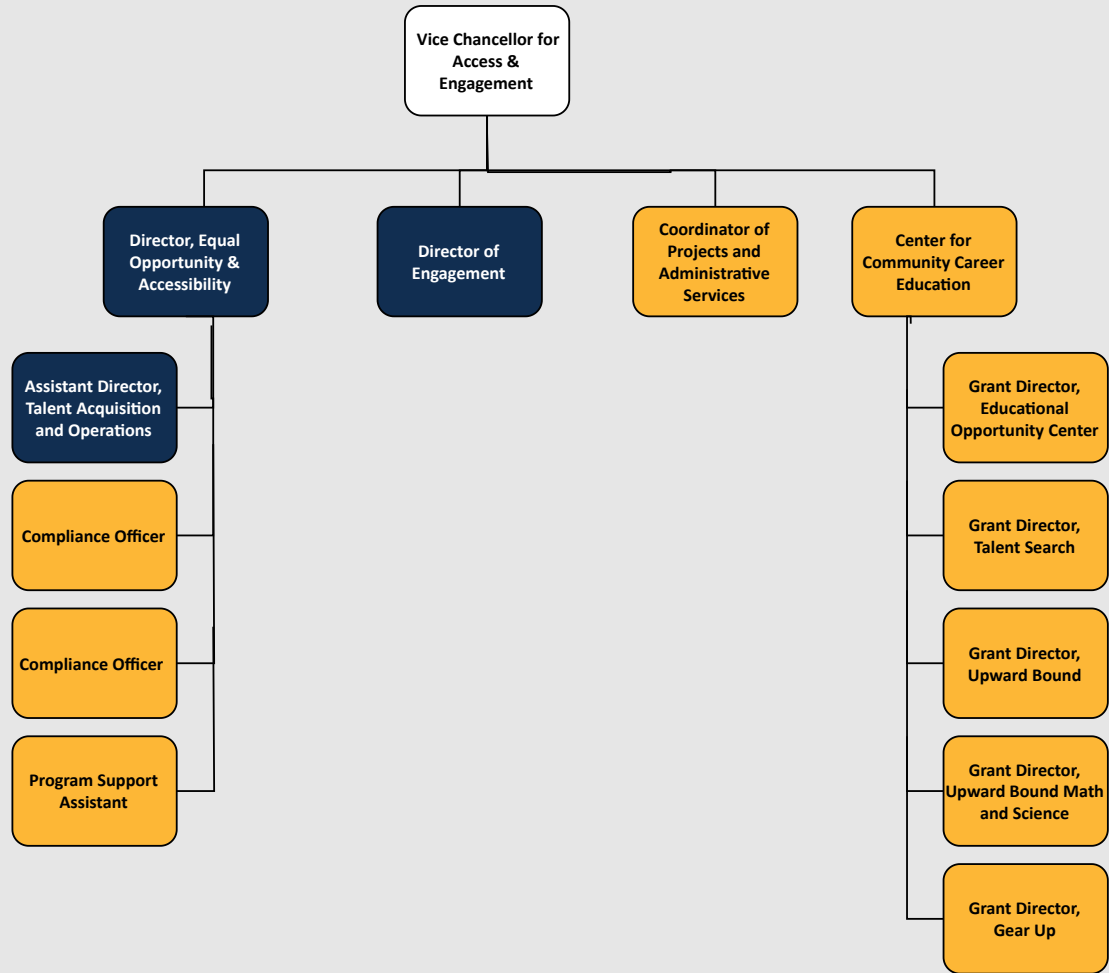 Vice Chancellor for
Access &
Engagement
Director, Equal
Opportunity &
Accessibility
Director of
Engagement
Coordinator of
Projects and
Administrative
Services
Center for
Community Career
Education
Assistant Director,
Talent Acquisition
and Operations
Compliance Officer
Compliance Officer
Program Support
Assistant
Grant Director,
Educational
Opportunity Center
Grant Director,
Talent Search
Grant Director,
Upward Bound
Grant Director,
Upward Bound Math
and Science
Grant Director,
Gear Up